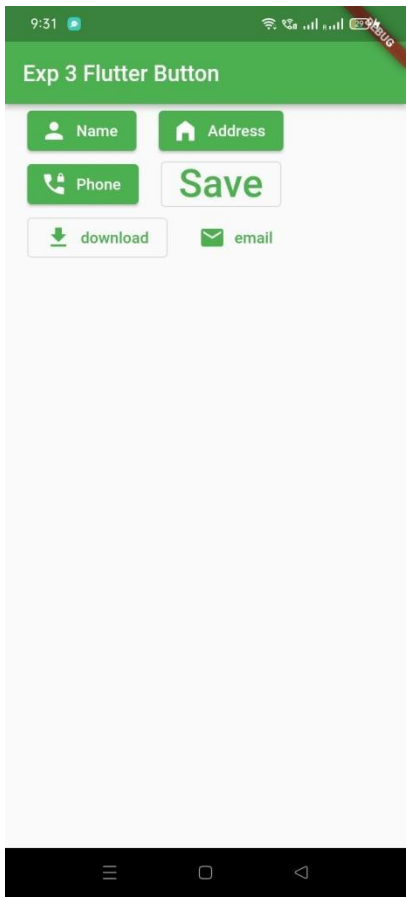 9:31
DEBUG
Exp 3 Flutter Button
Name Address
Phone Save
download email